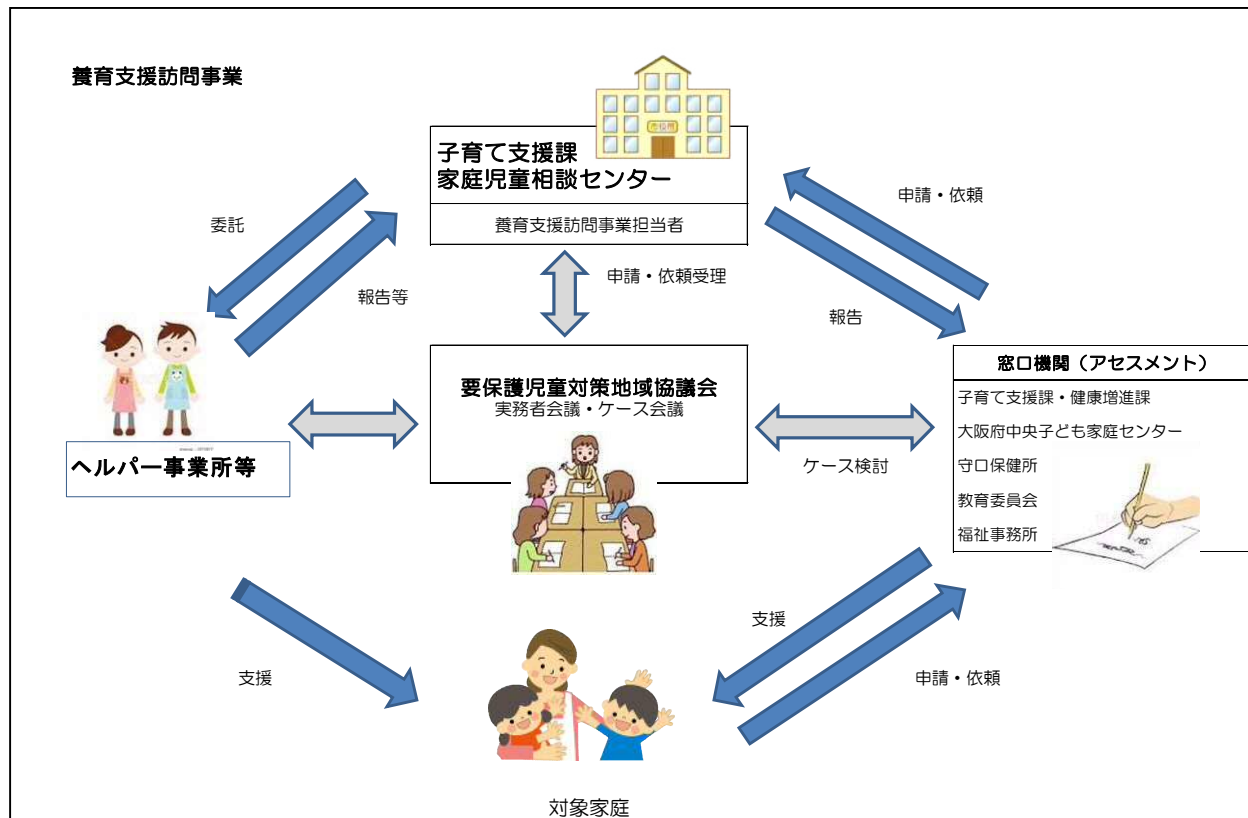 養育支援訪問事業
市役所
子育て支援課
家庭児童相談センター
養育支援訪問事業担当者
委託
報告等
申請・依頼受理
申請・依頼
報告
ヘルパー事業所等
要保護児童対策地域協議会
実務者会議・ケース会議
ケース検討
窓口機関（アセスメント）
子育て支援課・健康増進課
大阪府中央子ども家庭センター
守口保健所
教育委員会
福祉事務所
支援
支援
申請・依頼
対象家庭